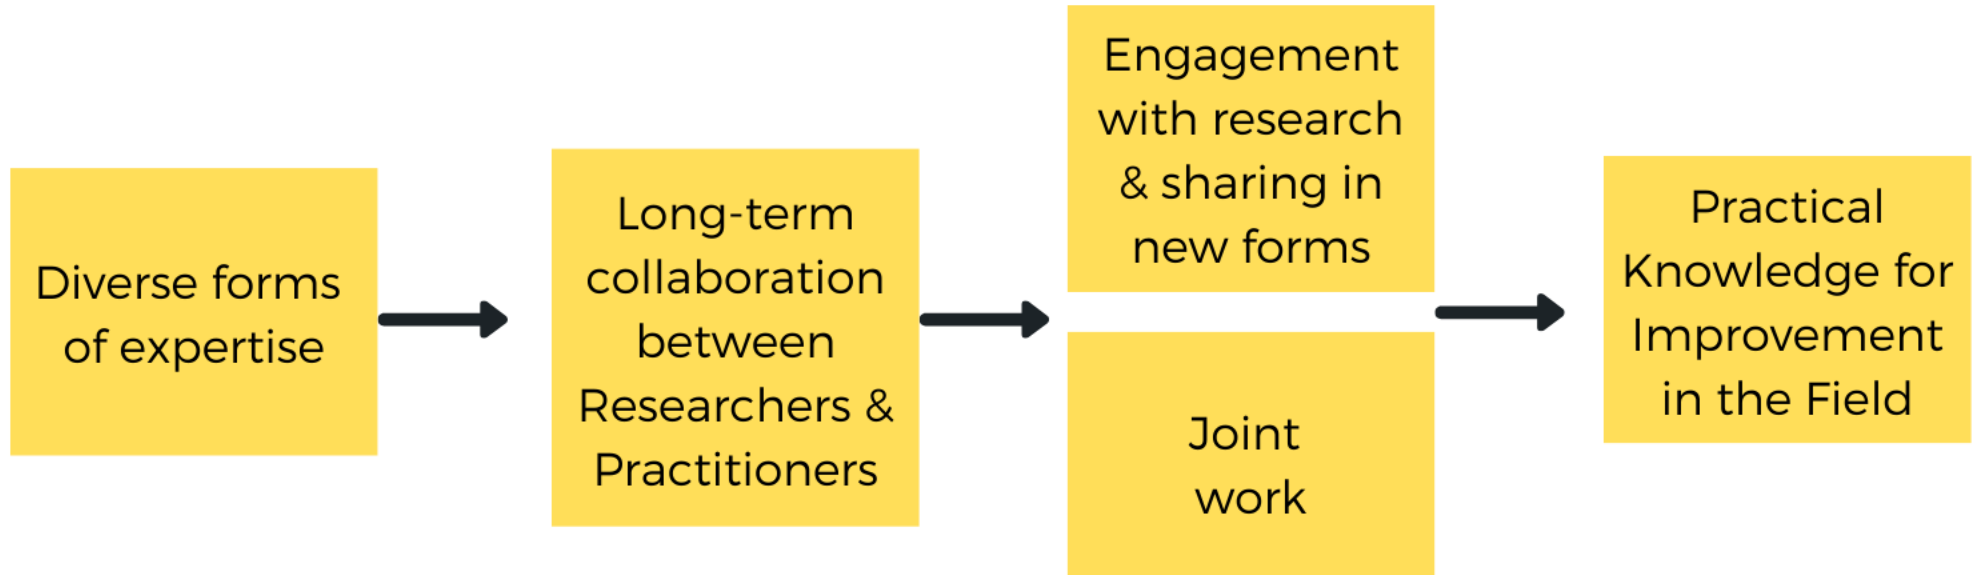 Diverse forms
of expertise
Long-term
collaboration
between
Researchers &
Practitioners
Engagement
with research
& sharing in
new forms
Joint
work
Practical
Knowledge for
Improvement
in the Field